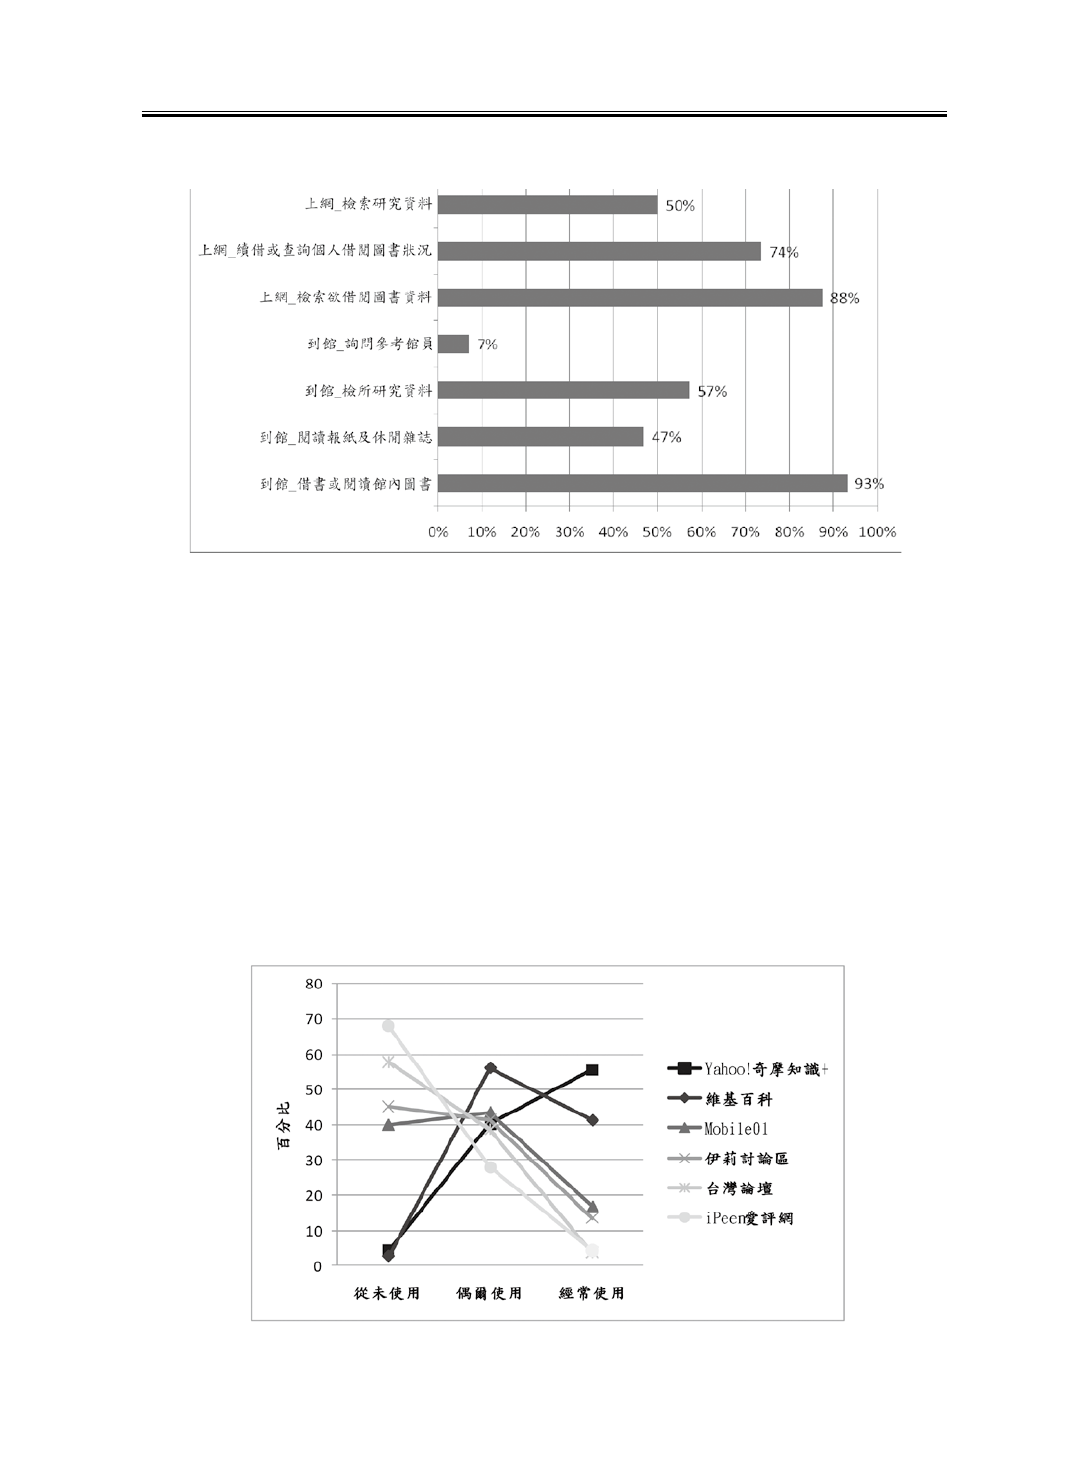 上網_檢索研究資料 50%
上網_續借或查詢個人借閱圖書狀況 74%
上網_檢索欲借閱圖書資料 88%
到館_詢問參考館員 7%
到館_檢所研究資料 57%
到館_閱讀報紙及休閒雜誌 47%
到館_借書或閱讀館內圖書 93%
0% 10% 20% 30% 40% 50% 60% 70% 80% 90% 100%
80
70
60
50
40
30
20
10
0
百分比
從未使用 偶爾使用 經常使用
Yahoo!奇摩知識+
維基百科
Mobile01
伊莉討論區
台灣論壇
iPeen愛評網